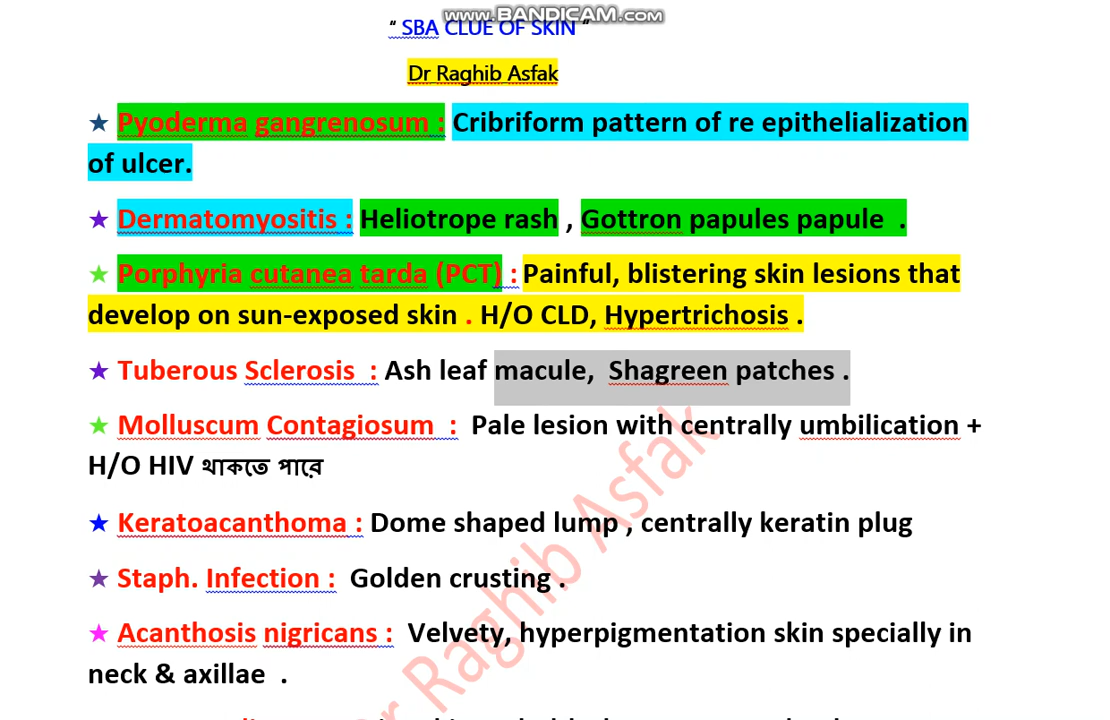 www.BANDICAM.com
“ SBA CLUE OF SKIN “
Dr Raghib Asfak
★ Pyoderma gangrenosum : Cribriform pattern of re epithelialization
of ulcer.
★ Dermatomyositis : Heliotrope rash , Gottron papules papule .
★ Porphyria cutanea tarda (PCT) : Painful, blistering skin lesions that
develop on sun-exposed skin . H/O CLD, Hypertrichosis .
★ Tuberous Sclerosis : Ash leaf macule, Shagreen patches .
★ Molluscum Contagiosum : Pale lesion with centrally umbilication +
H/O HIV থাকতে পারে
★ Keratoacanthoma : Dome shaped lump , centrally keratin plug
★ Staph. Infection : Golden crusting .
★ Acanthosis nigricans : Velvety, hyperpigmentation skin specially in
neck & axillae .
Dr Raghib Asfak